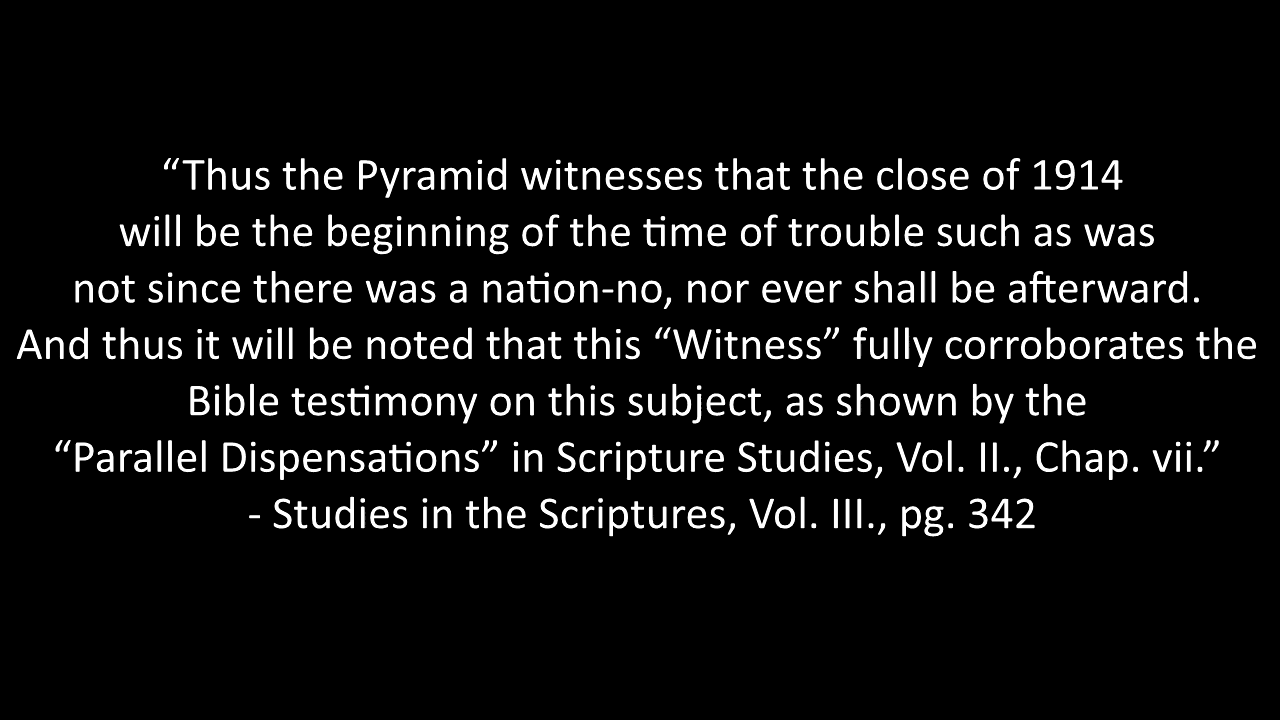 “Thus the Pyramid witnesses that the close of 1914
will be the beginning of the time of trouble such as was
not since there was a nation-no, nor ever shall be afterward.
And thus it will be noted that this “Witness” fully corroborates the
Bible testimony on this subject, as shown by the
“Parallel Dispensations” in Scripture Studies, Vol. II., Chap. vii.”
- Studies in the Scriptures, Vol. III., pg. 342